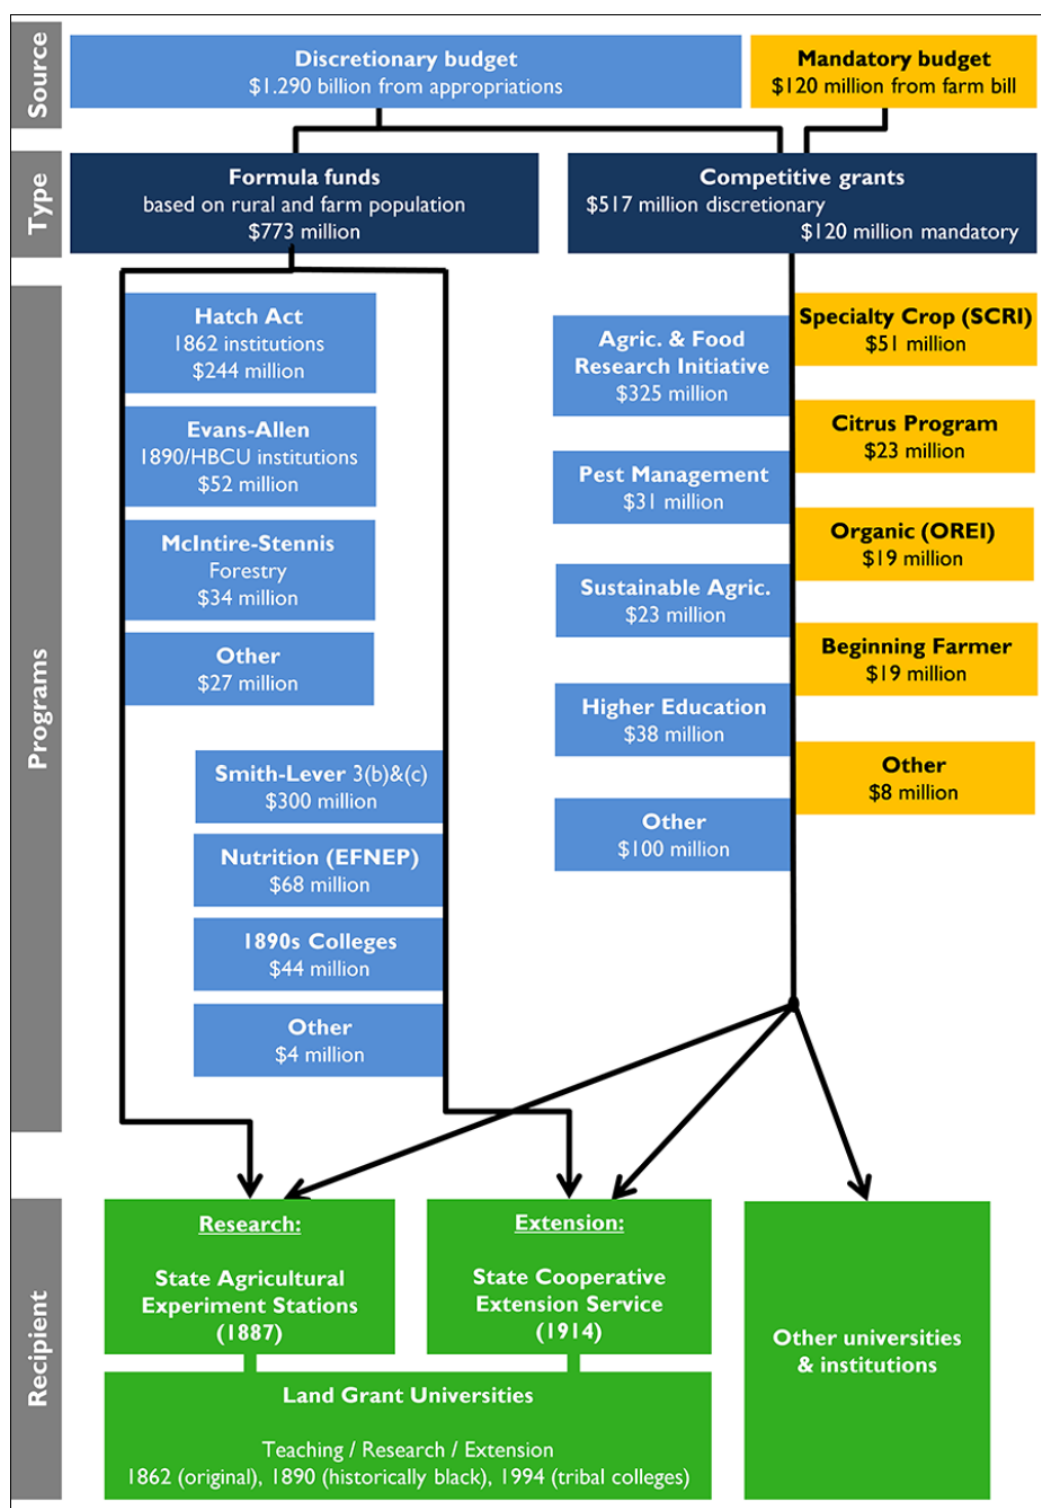 Source
Discretionary budget
$1.290 billion from appropriations
Mandatory budget
$120 million from farm bill
Type
Formula funds
based on rural and farm population
$773 million
Competitive grants
$517 million discretionary
$120 million mandatory
Programs
Hatch Act
1862 institutions
$244 million
Evans-Allen
1890/HBCU institutions
$52 million
McIntire-Stennis
Forestry
$34 million
Other
$27 million
Smith-Lever 3(b)&(c)
$300 million
Nutrition (EFNEP)
$68 million
1890s Colleges
$44 million
Other
$4 million
Agric. & Food
Research Initiative
$325 million
Pest Management
$31 million
Sustainable Agric.
$23 million
Higher Education
$38 million
Other
$100 million
Specialty Crop (SCRI)
$51 million
Citrus Program
$23 million
Organic (OREI)
$19 million
Beginning Farmer
$19 million
Other
$8 million
Recipient
Research:
State Agricultural
Experiment Stations
(1887)
Extension:
State Cooperative
Extension Service
(1914)
Land Grant Universities
Teaching / Research / Extension
1862 (original), 1890 (historically black), 1994 (tribal colleges)
Other universities
& institutions